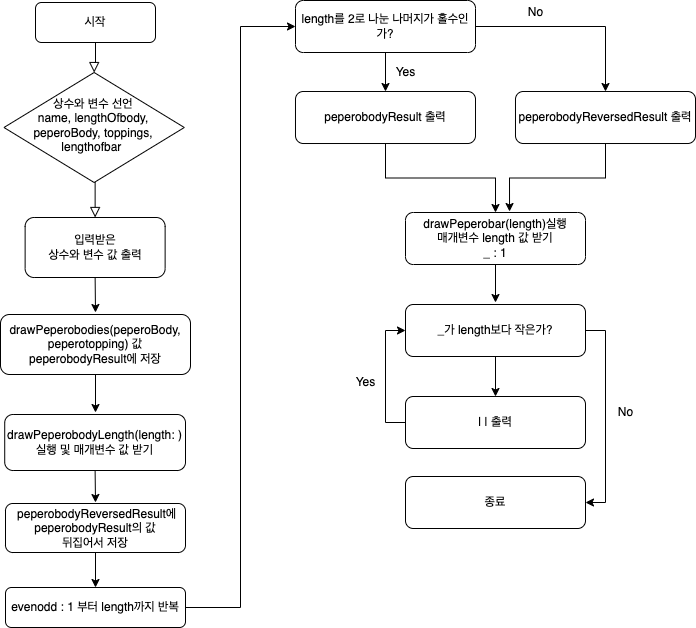 시작
상수와 변수 선언
name, lengthOfbody,
peperoBody, toppings,
lengthofbar
입력받은
상수와 변수 값 출력
drawPeperobodies(peperoBody,
peperotopping) 값
peperobodyResult에 저장
drawPeperobodyLength(length: )
실행 및 매개변수 값 받기
peperobodyReversedResult에
peperobodyResult의 값
뒤집어서 저장
evenodd : 1 부터 length까지 반복
length를 2로 나눈 나머지가 홀수인
가?
No
Yes
peperobodyResult 출력
peperobodyReversedResult 출력
drawPeperobar(length)실행
매개변수 length 값 받기
_ : 1
_가 length보다 작은가?
Yes
No
| | 출력
종료